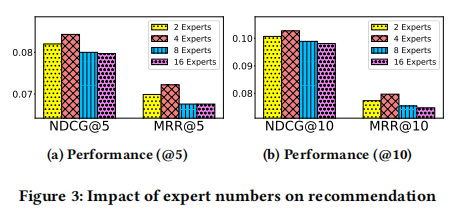 2 Experts
4 Experts
8 Experts
16 Experts
0.08
0.07
NDCG@5 MRR@5
(a) Performance (@5)
2 Experts
4 Experts
8 Experts
16 Experts
0.10
0.09
0.08
NDCG@10 MRR@10
(b) Performance (@10)
Figure 3: Impact of expert numbers on recommendation